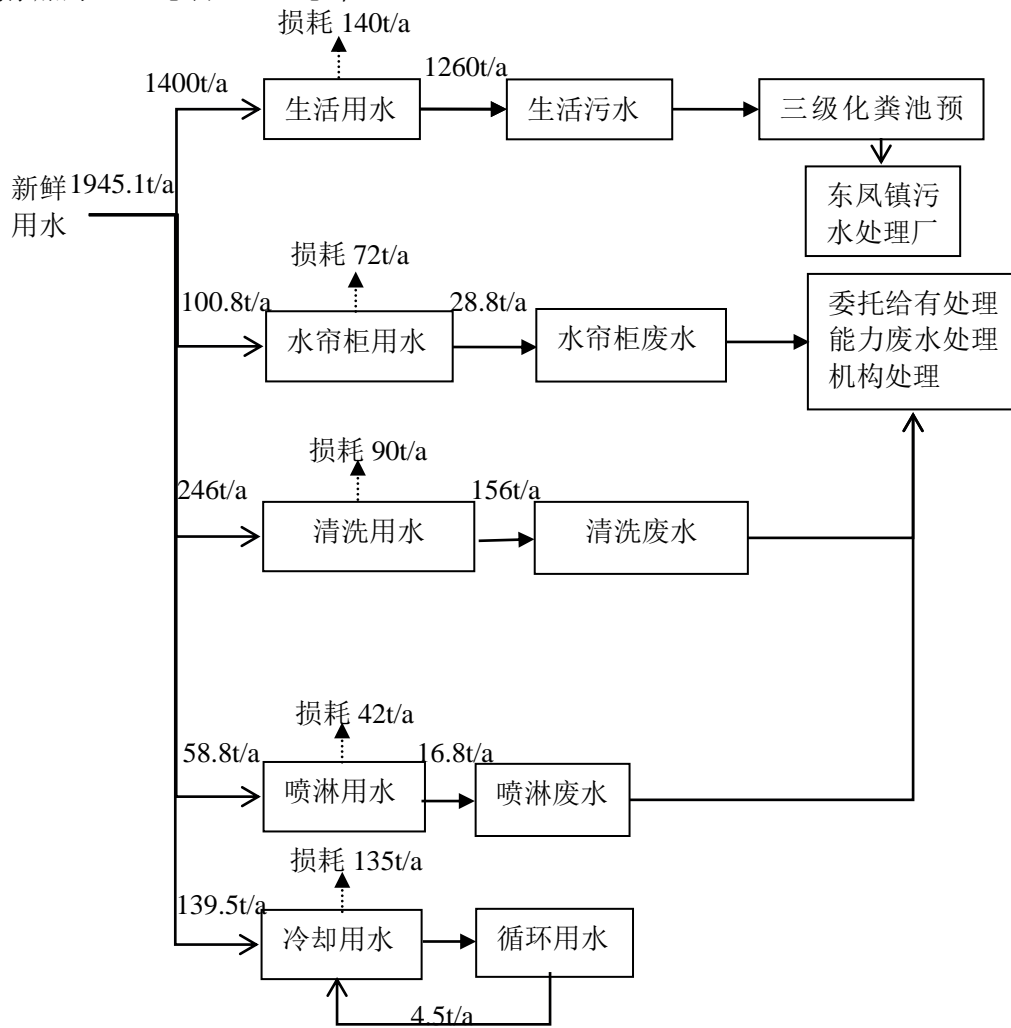 损耗 140t/a
1400t/a
1260t/a
生活用水
生活污水
三级化粪池预
新鲜
用水
1945.1t/a
东凤镇污
水处理厂
损耗 72t/a
100.8t/a
28.8t/a
水帘柜用水
水帘柜废水
委托给有处理
能力废水处理
机构处理
损耗 90t/a
246t/a
156t/a
清洗用水
清洗废水
损耗 42t/a
58.8t/a
16.8t/a
喷淋用水
喷淋废水
损耗 135t/a
139.5t/a
冷却用水
循环用水
4.5t/a